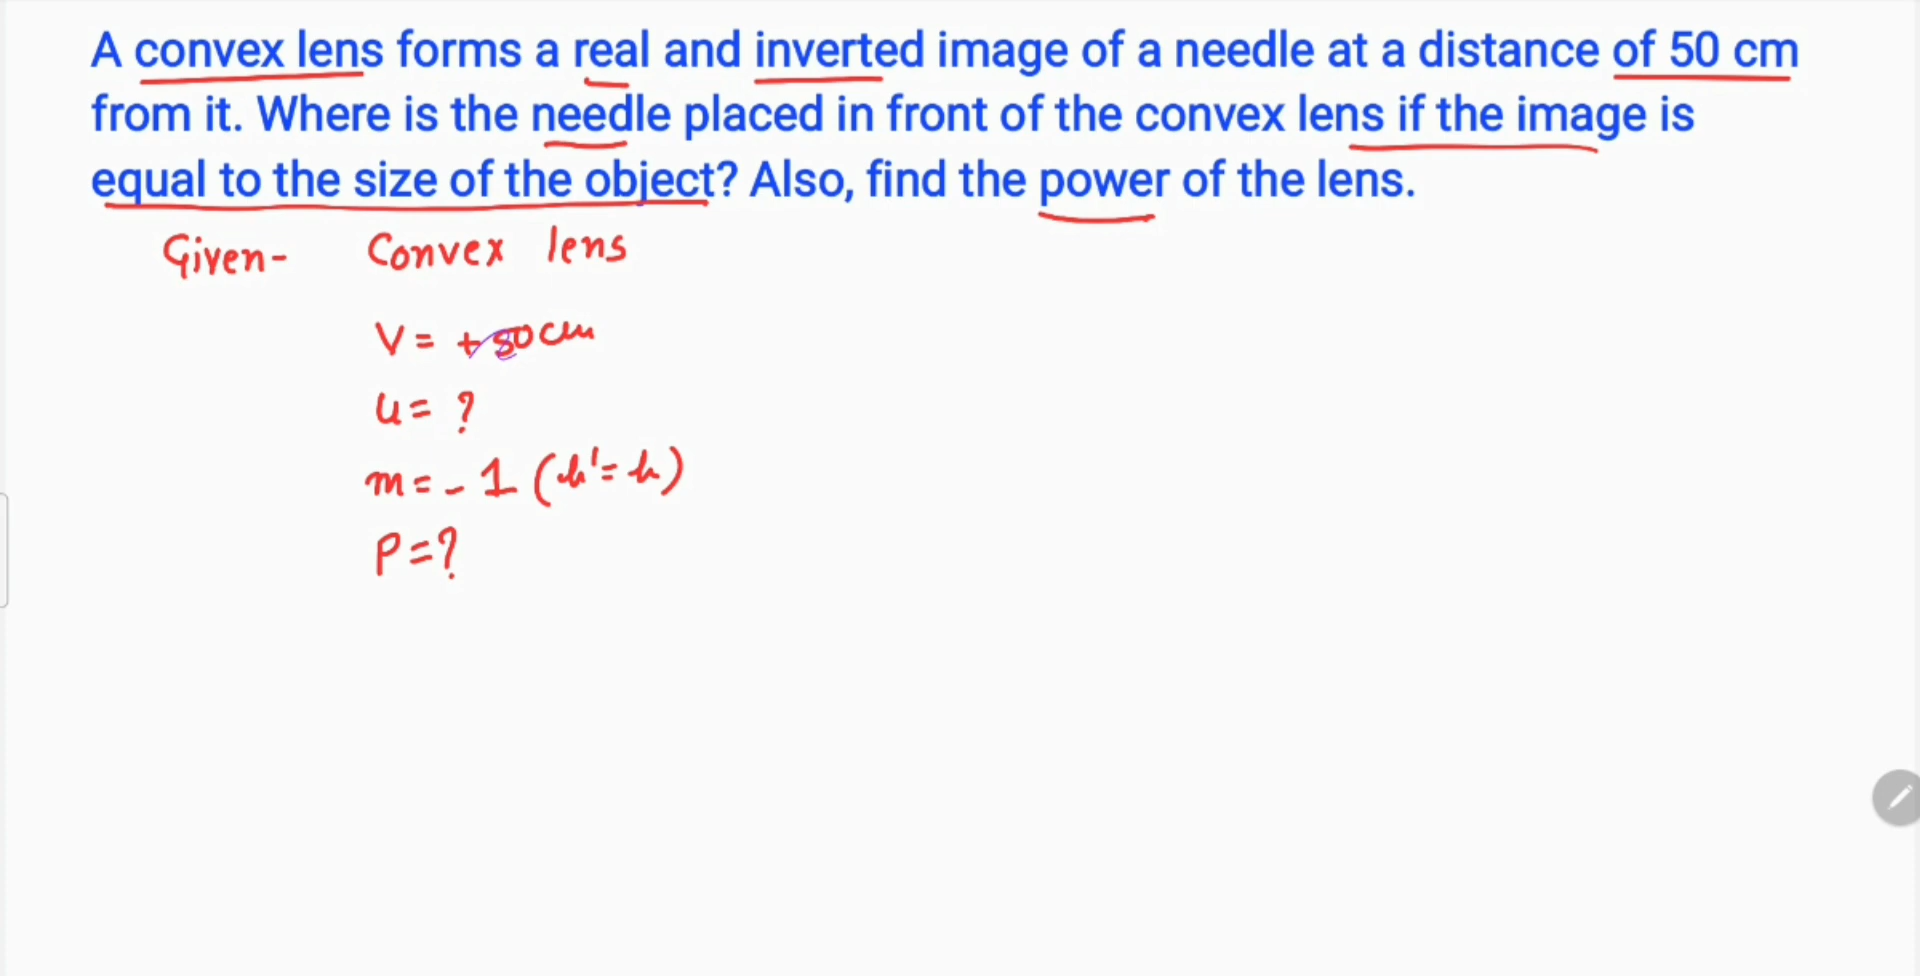 A convex lens forms a real and inverted image of a needle at a distance of 50 cm
from it. Where is the needle placed in front of the convex lens if the image is
equal to the size of the object? Also, find the power of the lens.
Given- Convex lens
V = +50cm
u = ?
m = - 1 (h' = h)
P = ?